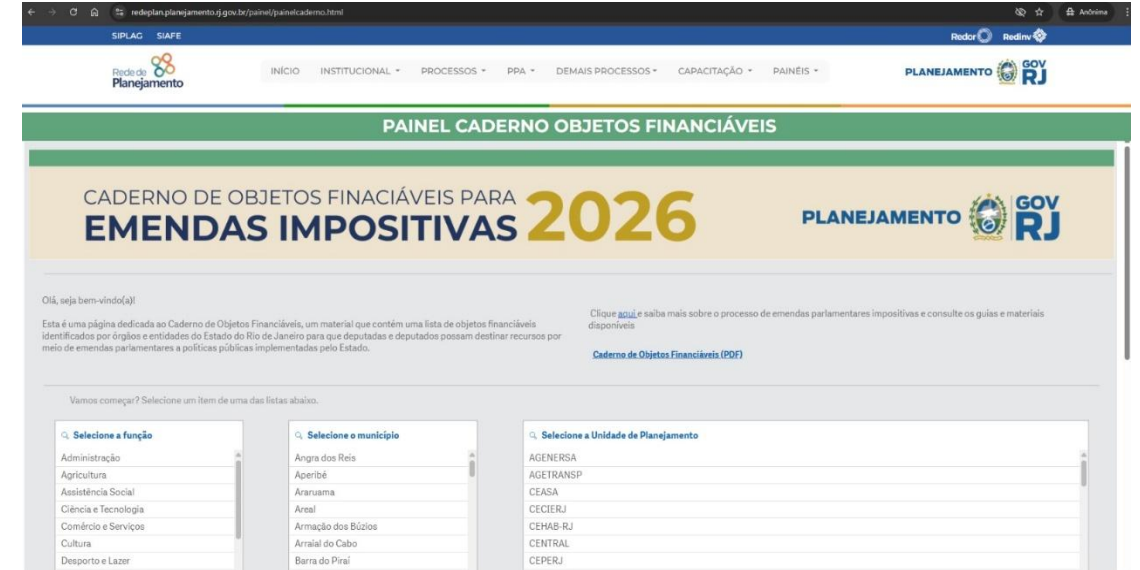 redeplan.planejamento.rj.gov.br/painel/painelcaderno.html
Anônima
SIPLAG SIAFE
Redor Redinv
Rede de
Planejamento
INÍCIO INSTITUCIONAL PROCESSOS PPA DEMAIS PROCESSOS CAPACITAÇÃO PAINÉIS
PLANEJAMENTO GOV RJ
PAINEL CADERNO OBJETOS FINANCIÁVEIS
CADERNO DE OBJETOS FINACIÁVEIS PARA
EMENDAS IMPOSITIVAS 2026
PLANEJAMENTO GOV RJ
Olá, seja bem-vindo(a)!
Esta é uma página dedicada ao Caderno de Objetos Financiáveis, um material que contém uma lista de objetos financiáveis
identificados por órgãos e entidades do Estado do Rio de Janeiro para que deputadas e deputados possam destinar recursos por
meio de emendas parlamentares a políticas públicas implementadas pelo Estado.
Clique aqui e saiba mais sobre o processo de emendas parlamentares impositivas e consulte os guias e materiais
disponíveis
Caderno de Objetos Financiáveis (PDF)
Vamos começar? Selecione um item de uma das listas abaixo.
Selecione a função
Administração
Agricultura
Assistência Social
Ciência e Tecnologia
Comércio e Serviços
Cultura
Desporto e Lazer
Selecione o município
Angra dos Reis
Aperibé
Araruama
Areal
Armação dos Búzios
Arraial do Cabo
Barra do Piraí
Selecione a Unidade de Planejamento
AGENERSA
AGETRANSP
CEASA
CECIERJ
CEHAB-RJ
CENTRAL
CEPERJ